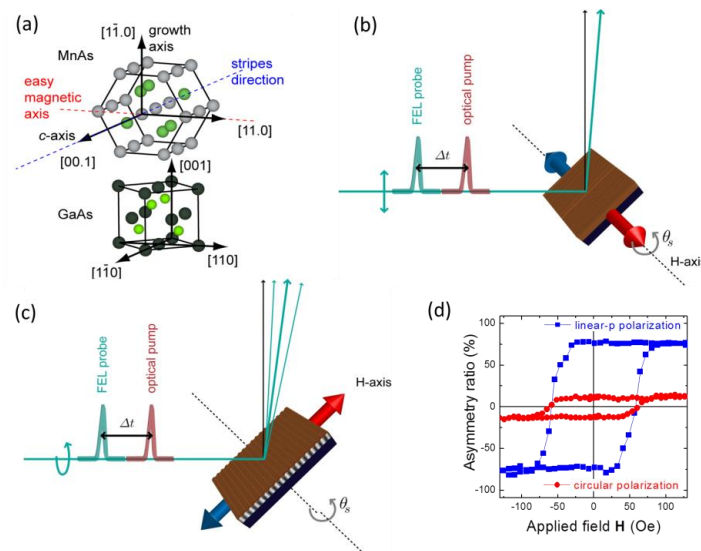 (a)
[11̄.0]
growth
axis
MnAs
stripes
direction
easy
magnetic
axis
c-axis
[00.1]
[11.0]
[001]
GaAs
[11̄0]
[110]
(b)
FEL probe
optical pump
Δt
θs
H-axis
(c)
FEL probe
optical pump
Δt
H-axis
θs
(d)
Asymmetry ratio (%)
100
50
0
-50
-100
linear-p polarization
circular polarization
-100 -50 0 50 100
Applied field H (Oe)